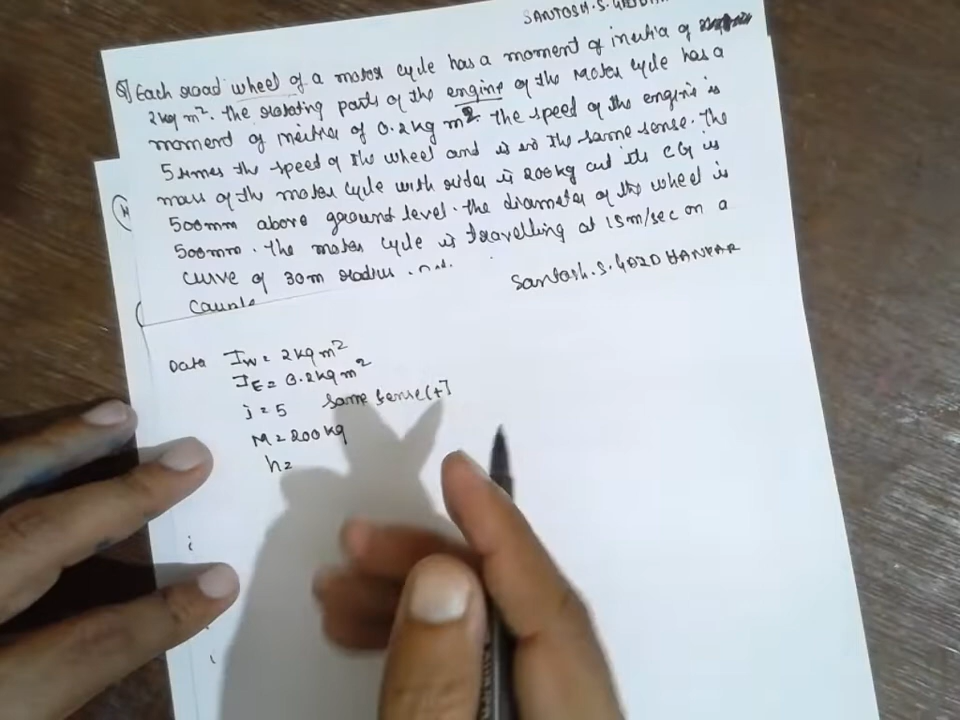 SANTOSH.S.
Q] Each road wheel of a motor cycle has a moment of inertia of
2kg m². the rotating parts of the engine of the motor cycle has a
moment of inertia of 0.2kg m² the speed of the engine is
5 times the speed of the wheel and is in the same sense. The
mass of the motor cycle with rider is 200kg and its CG is
500mm above ground level. the diameter of the wheel is
500mm. The motor cycle is travelling at 15m/sec on a
curve of 30m radius.
Couple
Santosh.S.GOZDHANKAR
Data Iw = 2kg m²
IE = 0.2kg m²
j = 5 same sense (+]
M = 200kg
h =